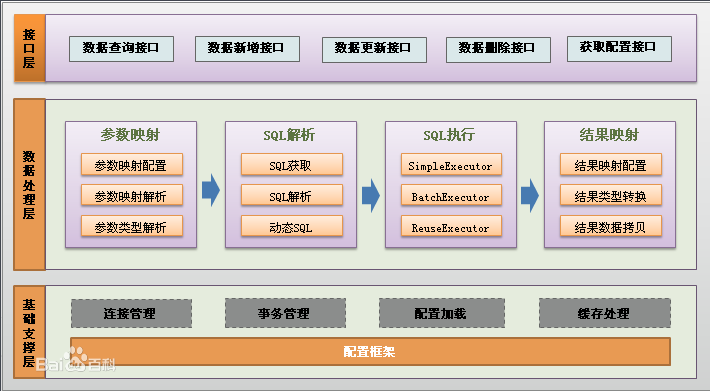 接口层
数据查询接口
数据新增接口
数据更新接口
数据删除接口
获取配置接口
数据处理层
参数映射
参数映射配置
参数映射解析
参数类型解析
SQL解析
SQL获取
SQL解析
动态SQL
SQL执行
SimpleExecutor
BatchExecutor
ReuseExecutor
结果映射
结果映射配置
结果类型转换
结果数据拷贝
基础支撑层
连接管理
事务管理
配置加载
缓存处理
配置框架
Bai百科